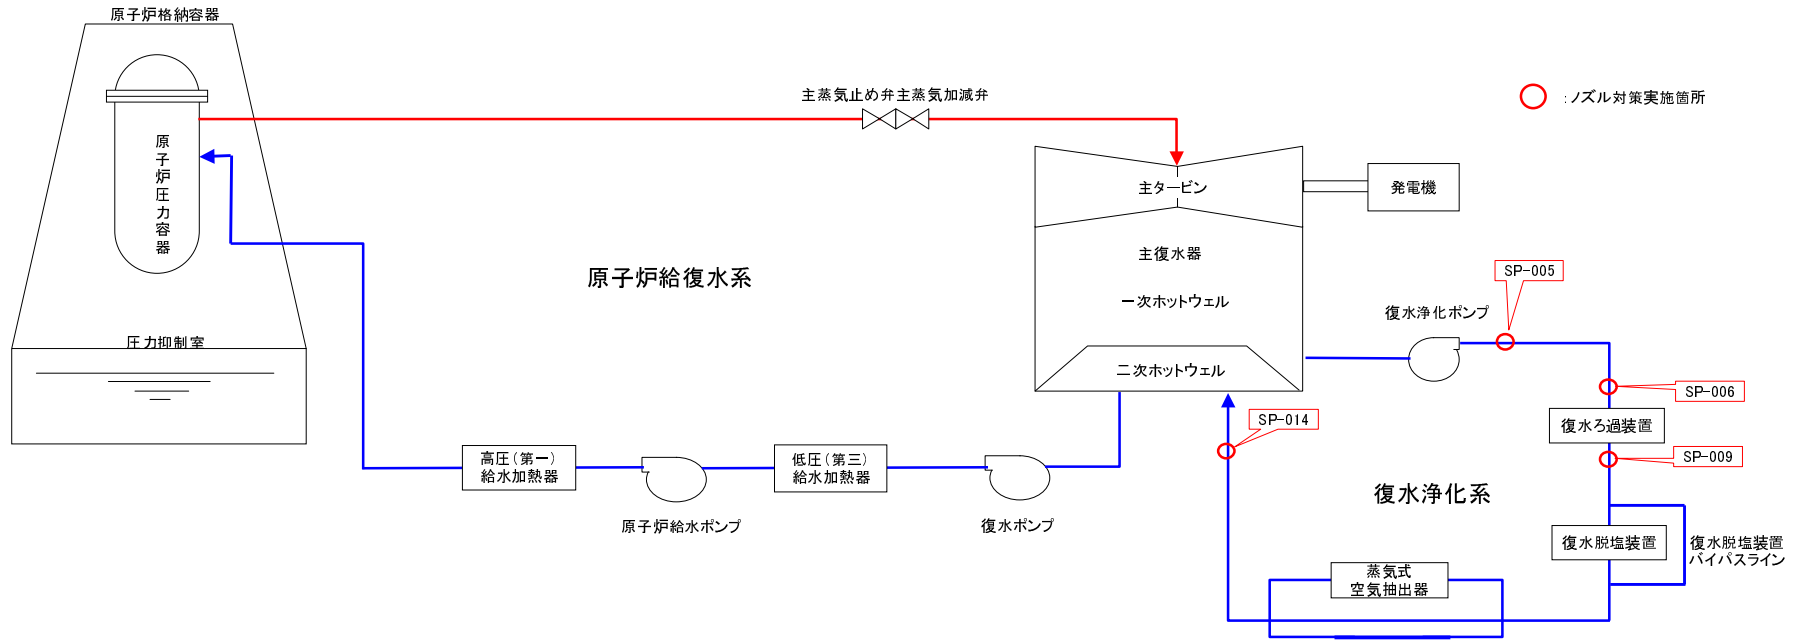 原子炉格納容器
主蒸気止め弁主蒸気加減弁
:ノズル対策実施箇所
原子炉圧力容器
主タービン
発電機
主復水器
原子炉給復水系
SP-005
一次ホットウェル
復水浄化ポンプ
圧力抑制室
二次ホットウェル
SP-006
SP-014
復水ろ過装置
高圧(第一)
給水加熱器
低圧(第三)
給水加熱器
SP-009
復水浄化系
原子炉給水ポンプ
復水ポンプ
復水脱塩装置
復水脱塩装置
バイパスライン
蒸気式
空気抽出器